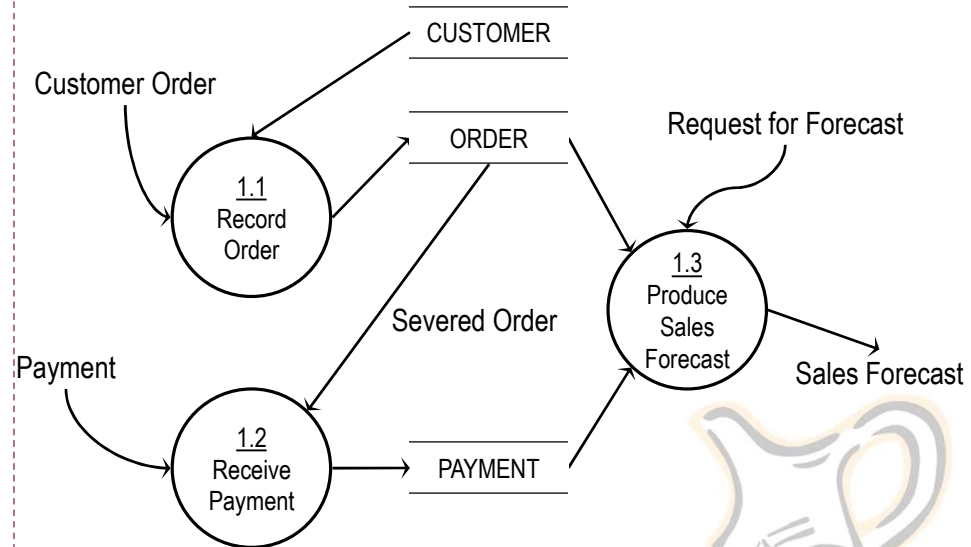 CUSTOMER
Customer Order
ORDER
Request for Forecast
1.1
Record
Order
1.3
Produce
Sales
Forecast
Severed Order
Payment
Sales Forecast
1.2
Receive
Payment
PAYMENT